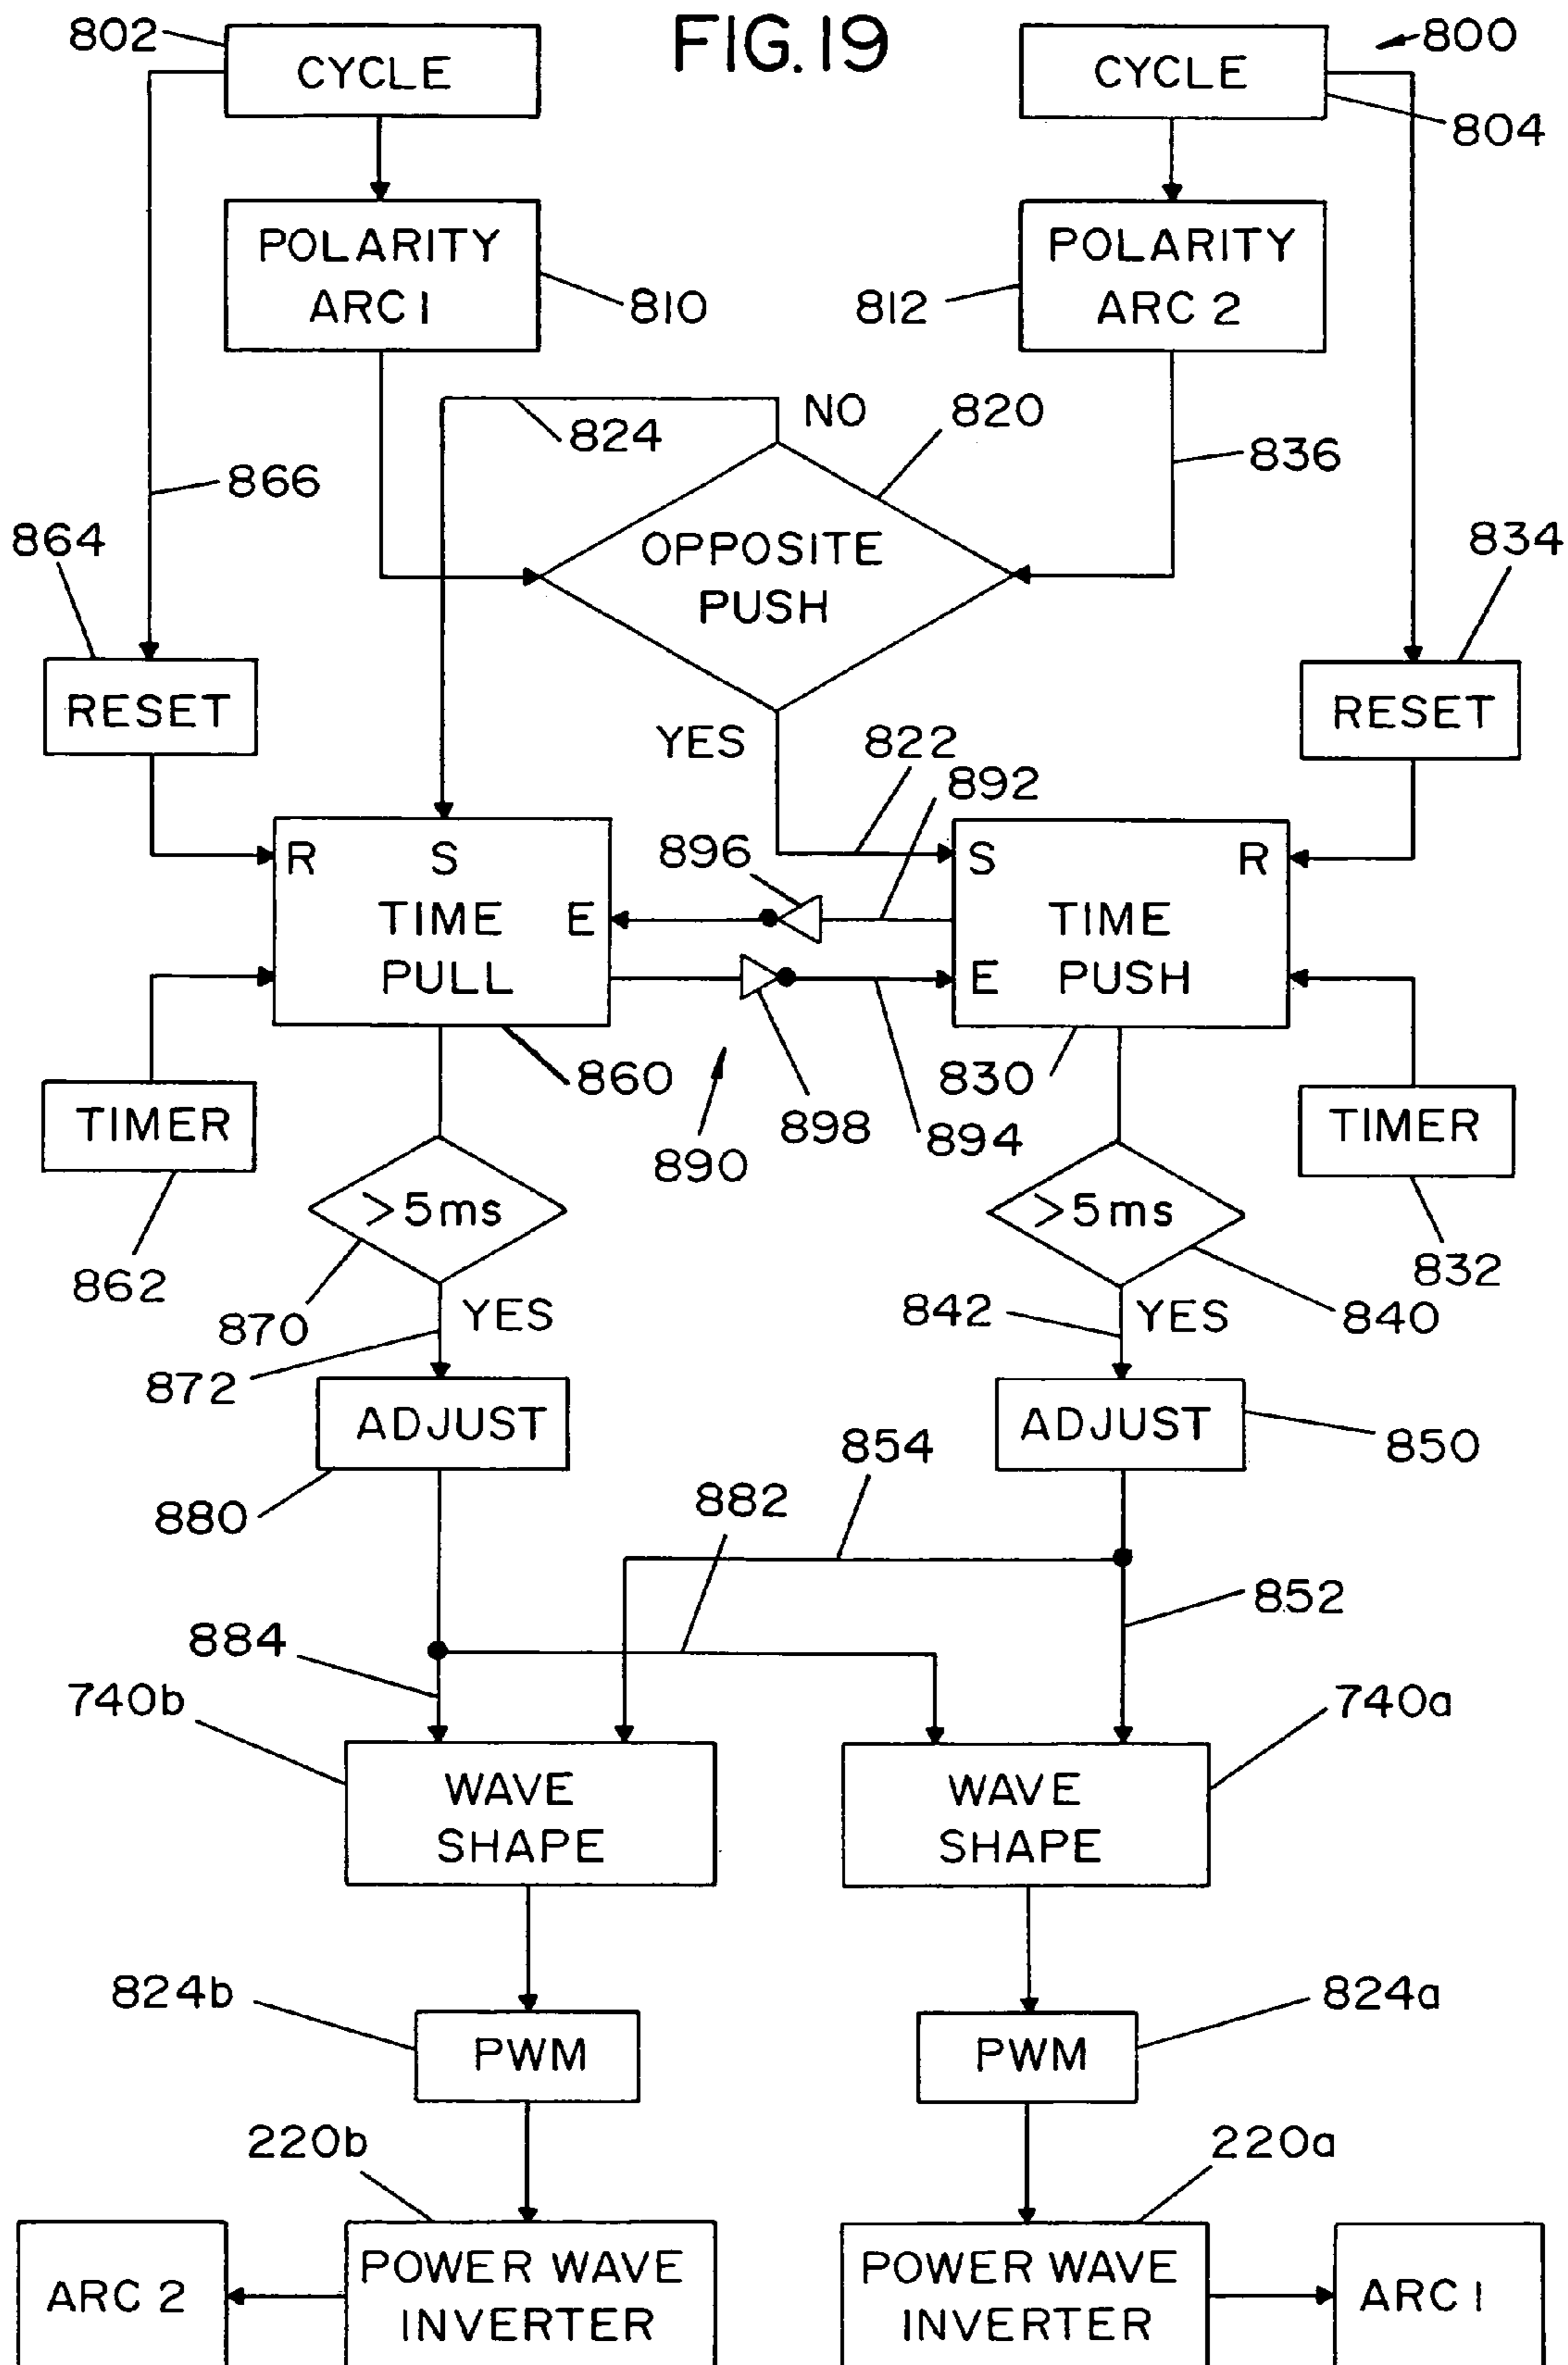 FIG. 19
802
CYCLE
CYCLE
800
804
POLARITY
ARC 1
810
812
POLARITY
ARC 2
824
NO
820
836
866
864
OPPOSITE
PUSH
834
RESET
RESET
YES
822
892
R
S
TIME
PULL
E
896
S
R
TIME
PUSH
E
860
890
898
894
830
TIMER
TIMER
862
832
> 5ms
> 5ms
870
YES
872
842
YES
840
ADJUST
ADJUST
880
854
850
882
884
852
740b
740a
WAVE
SHAPE
WAVE
SHAPE
824b
824a
PWM
PWM
220b
220a
ARC 2
POWER WAVE
INVERTER
POWER WAVE
INVERTER
ARC 1